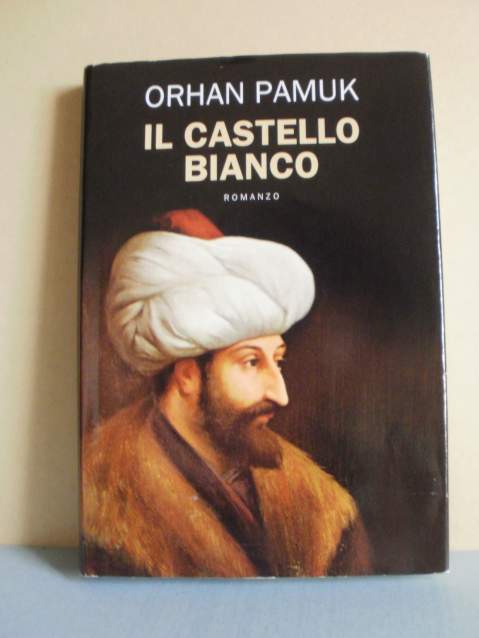 ORHAN PAMUK
IL CASTELLO
BIANCO
ROMANZO